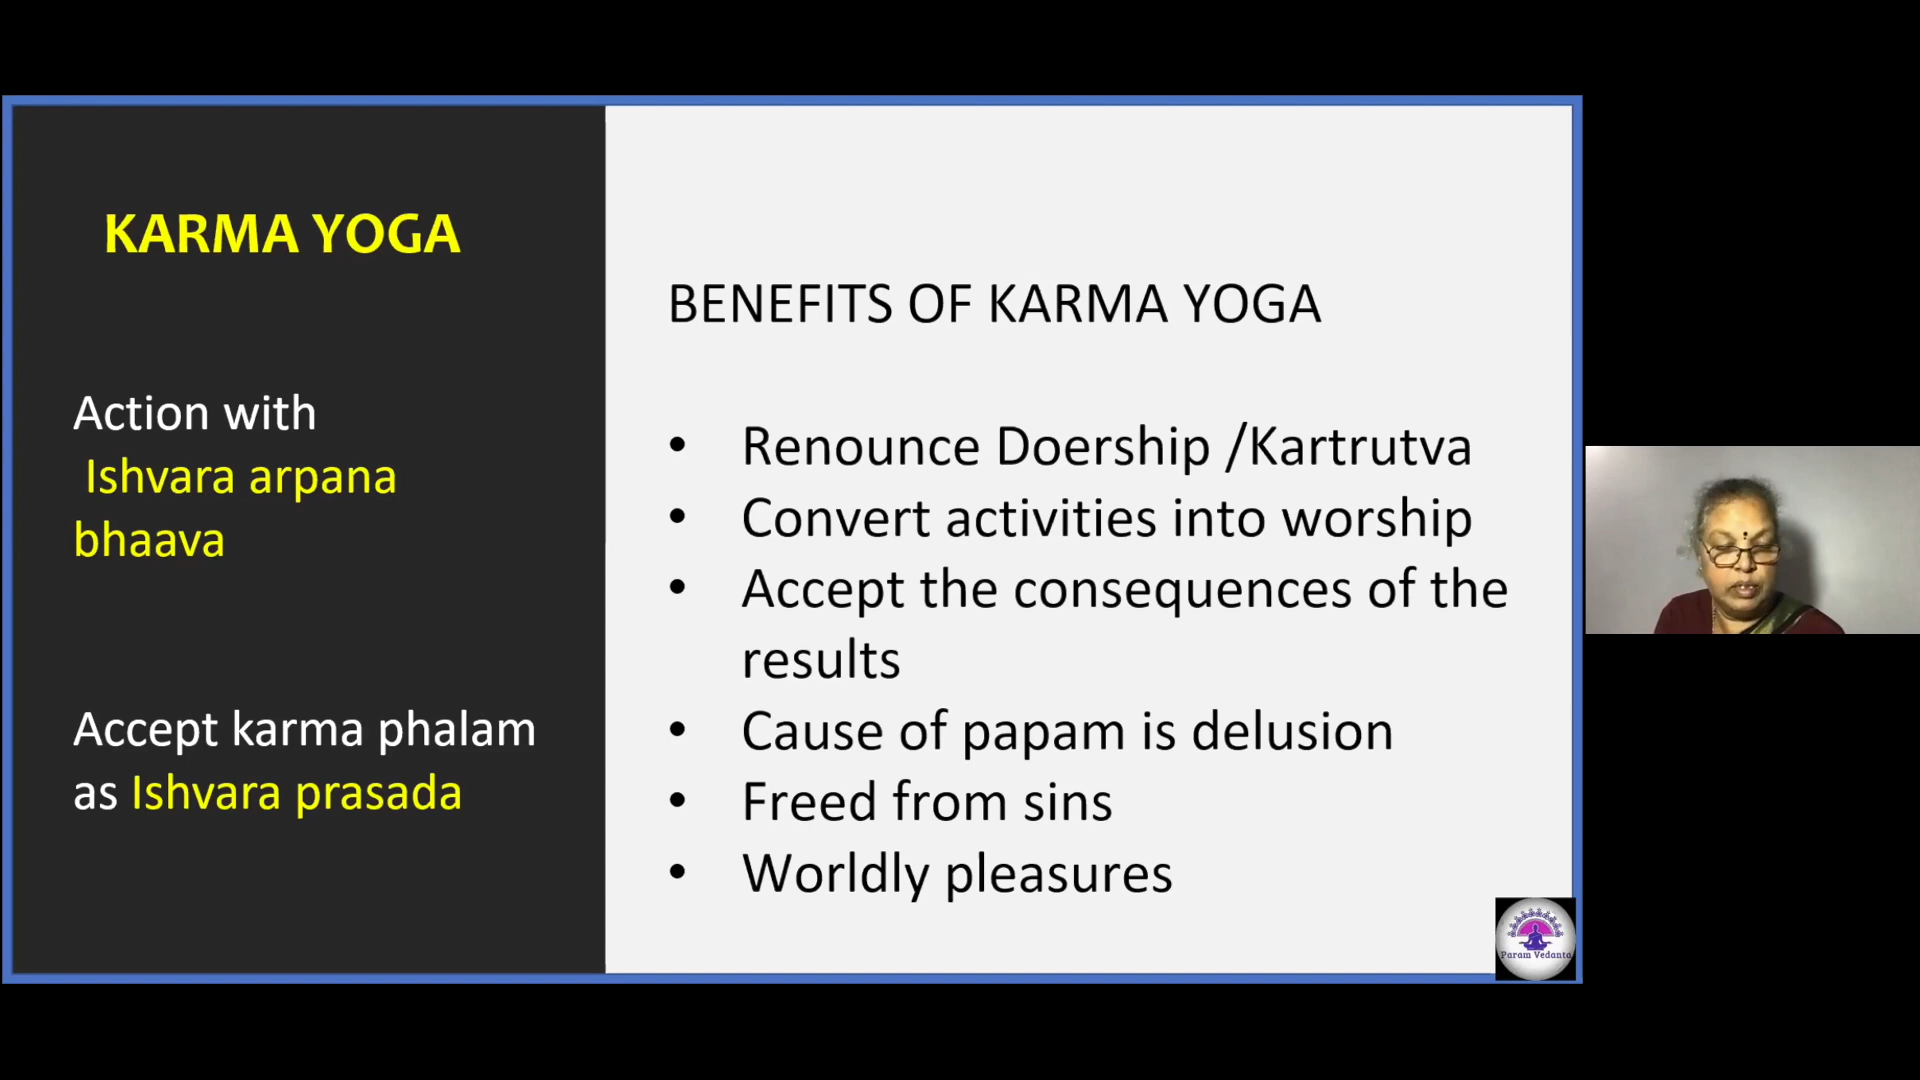 KARMA YOGA
Action with
Ishvara arpana
bhaava
Accept karma phalam
as Ishvara prasada
BENEFITS OF KARMA YOGA
• Renounce Doership /Kartrutva
• Convert activities into worship
• Accept the consequences of the
results
• Cause of papam is delusion
• Freed from sins
• Worldly pleasures
Param Vedanta